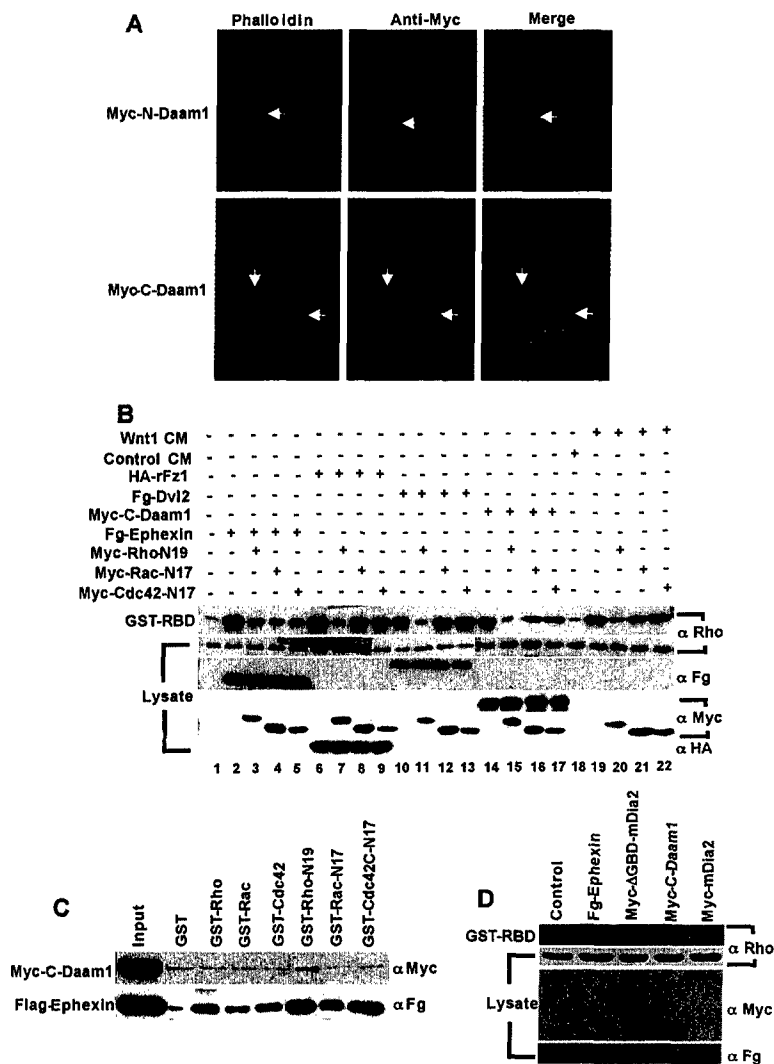 A
Phalloidin Anti-Myc Merge
Myc-N-Daam1
Myc-C-Daam1
B
Wnt1 CM - - - - - - - - - - - - - - - - - - + + + +
Control CM - - - - - - - - - - - - - - - - - + - - - -
HA-rFz1 - - - - - + + + + - - - - - - - - - - - - -
Fg-Dvl2 - - - - - - - - - + + + + - - - - - - - - -
Myc-C-Daam1 - - - - - - - - - - - - - + + + + - - - - -
Fg-Ephexin - + + + + - - - - - - - - - - - - - - - - -
Myc-RhoN19 - - + - - - + - - - + - - - + - - - - + - -
Myc-Rac-N17 - - - + - - - + - - - + - - - + - - - - + -
Myc-Cdc42-N17 - - - - + - - - + - - - + - - - + - - - - +
GST-RBD
α Rho
Lysate
α Fg
α Myc
α HA
1 2 3 4 5 6 7 8 9 10 11 12 13 14 15 16 17 18 19 20 21 22
C
Input GST GST-Rho GST-Rac GST-Cdc42 GST-Rho-N19 GST-Rac-N17 GST-Cdc42C-N17
Myc-C-Daam1 α Myc
Flag-Ephexin α Fg
D
Control Fg-Ephexin Myc-ΔGBD-mDia2 Myc-C-Daam1 Myc-mDia2
GST-RBD
α Rho
Lysate
α Myc
α Fg